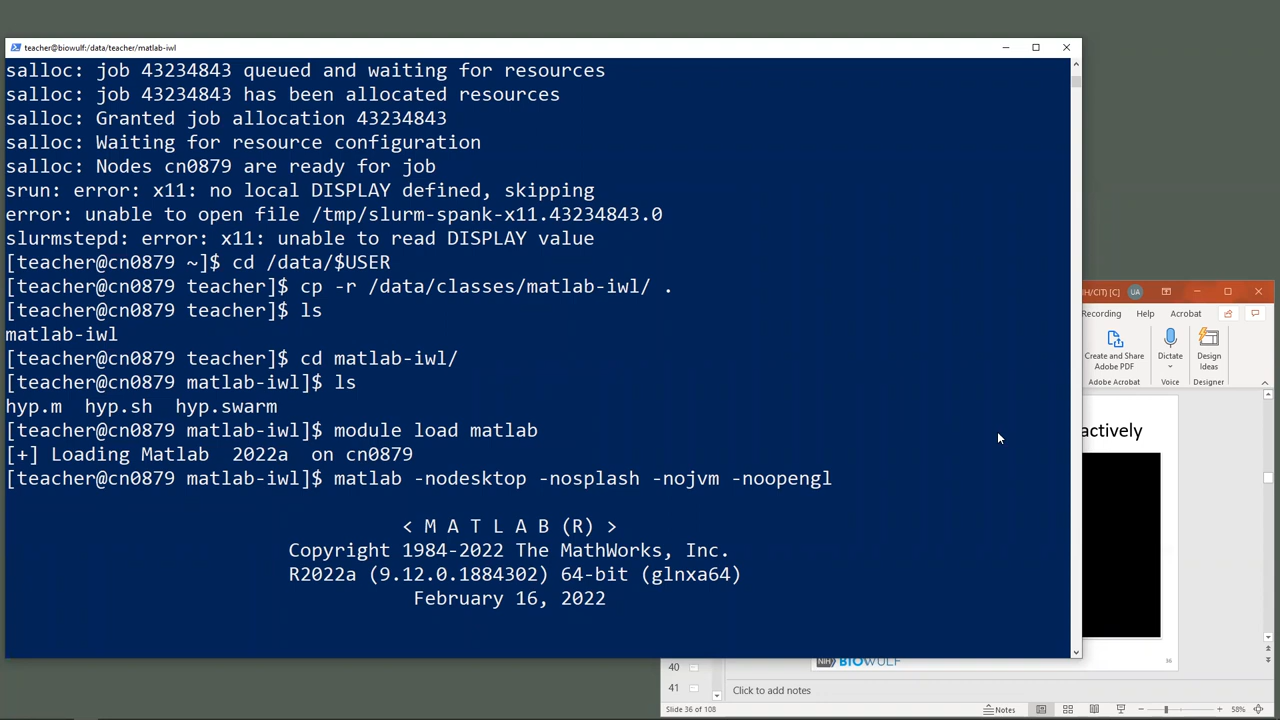 teacher@biowulf:/data/teacher/matlab-iwl
salloc: job 43234843 queued and waiting for resources
salloc: job 43234843 has been allocated resources
salloc: Granted job allocation 43234843
salloc: Waiting for resource configuration
salloc: Nodes cn0879 are ready for job
srun: error: x11: no local DISPLAY defined, skipping
error: unable to open file /tmp/slurm-spank-x11.43234843.0
slurmstepd: error: x11: unable to read DISPLAY value
[teacher@cn0879 ~]$ cd /data/$USER
[teacher@cn0879 teacher]$ cp -r /data/classes/matlab-iwl/ .
[teacher@cn0879 teacher]$ ls
matlab-iwl
[teacher@cn0879 teacher]$ cd matlab-iwl/
[teacher@cn0879 matlab-iwl]$ ls
hyp.m  hyp.sh  hyp.swarm
[teacher@cn0879 matlab-iwl]$ module load matlab
[+] Loading Matlab  2022a  on cn0879
[teacher@cn0879 matlab-iwl]$ matlab -nodesktop -nosplash -nojvm -noopengl
< M A T L A B (R) >
Copyright 1984-2022 The MathWorks, Inc.
R2022a (9.12.0.1884302) 64-bit (glnxa64)
February 16, 2022
IH/CIT) [C] UA
Recording Help Acrobat
Create and Share Adobe PDF
Dictate
Design Ideas
Adobe Acrobat Voice Designer
actively
NIH BIOWULF 36
40
41
Click to add notes
Slide 36 of 108 Notes 58%